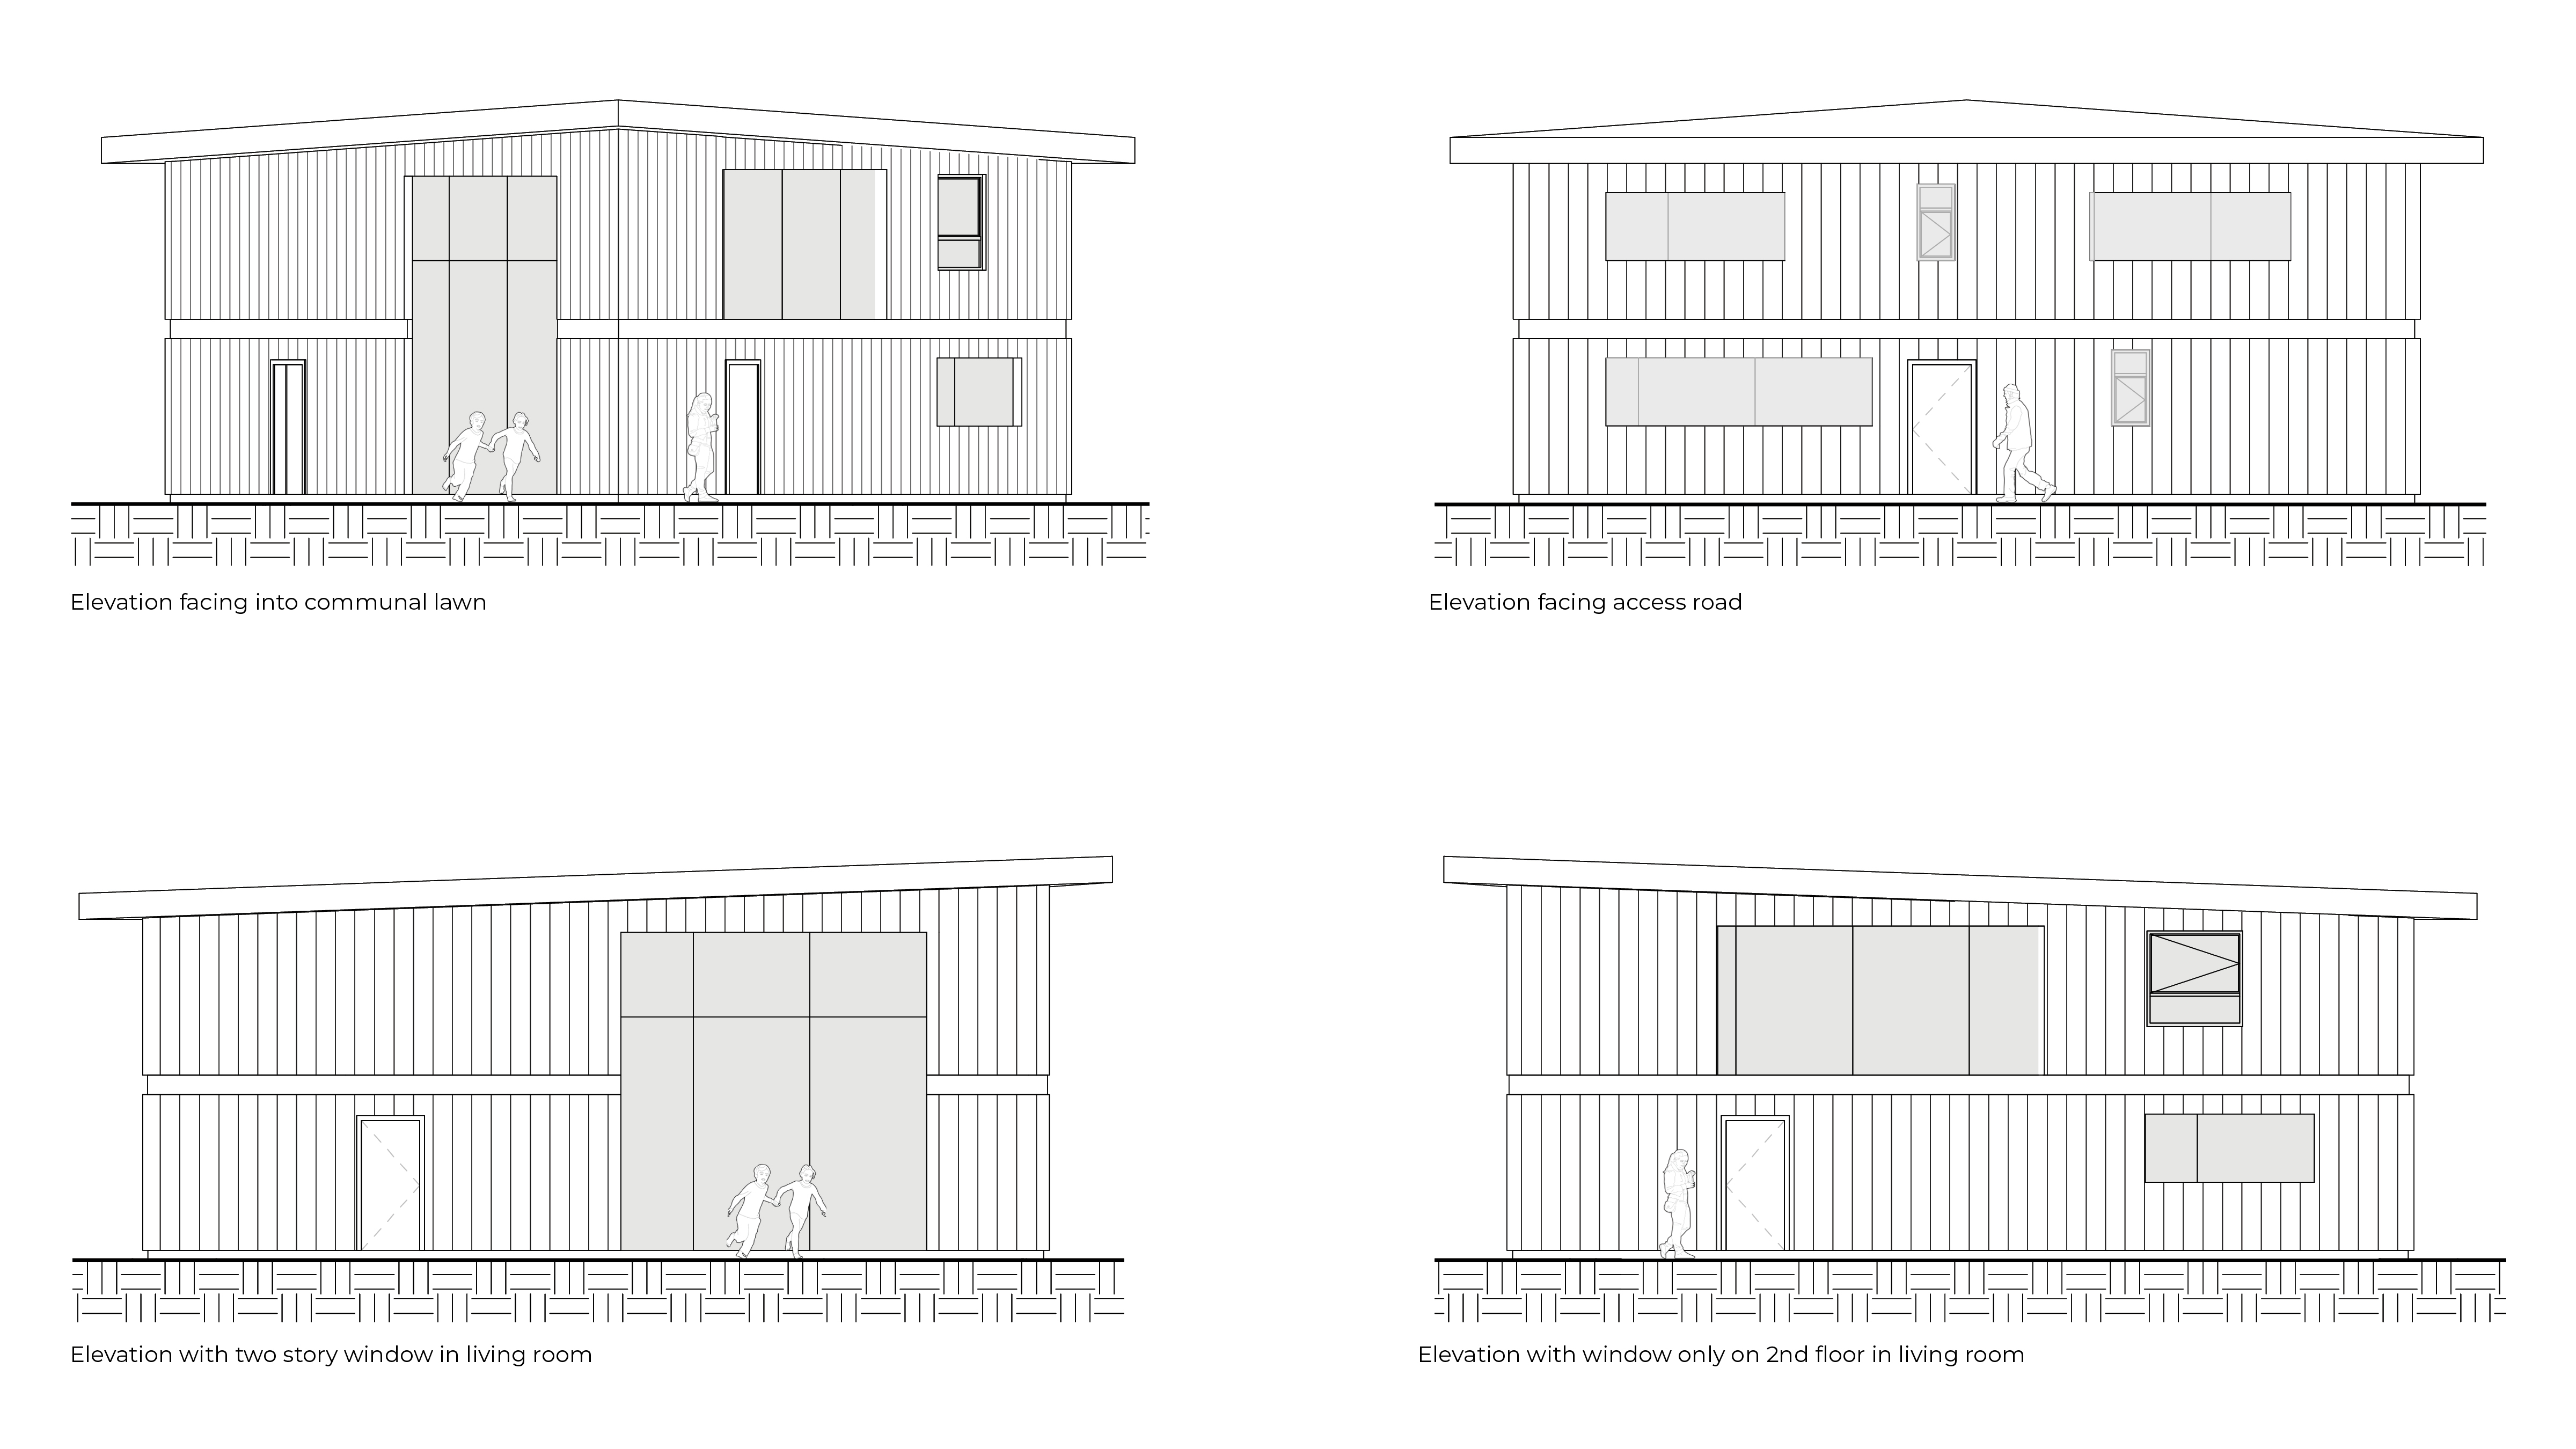 Elevation facing into communal lawn
Elevation facing access road
Elevation with two story window in living room
Elevation with window only on 2nd floor in living room